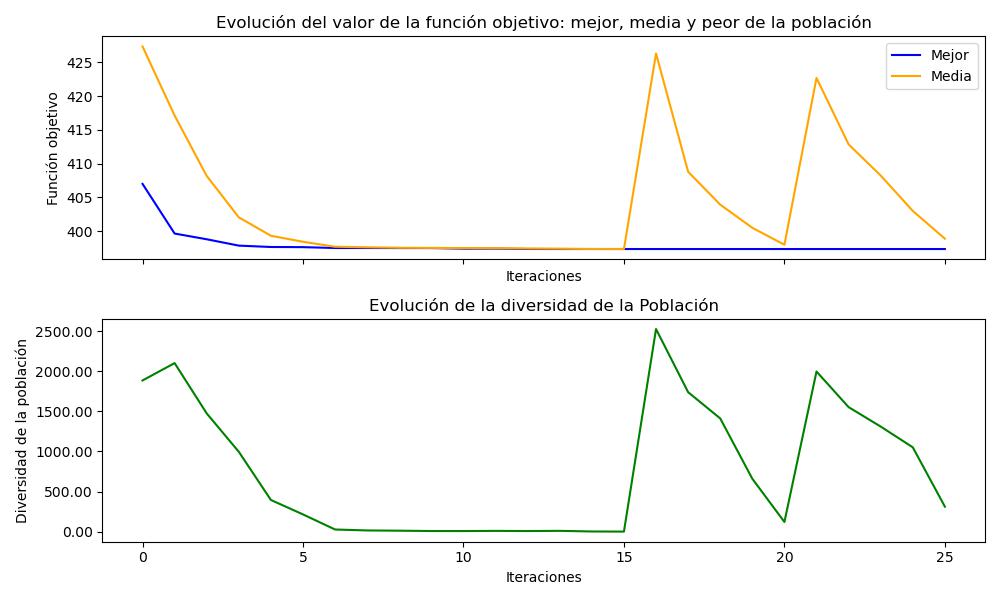 Evolución del valor de la función objetivo: mejor, media y peor de la población
Mejor
Media
Función objetivo
425
420
415
410
405
400
Iteraciones
Evolución de la diversidad de la Población
Diversidad de la población
2500.00
2000.00
1500.00
1000.00
500.00
0.00
0 5 10 15 20 25
Iteraciones